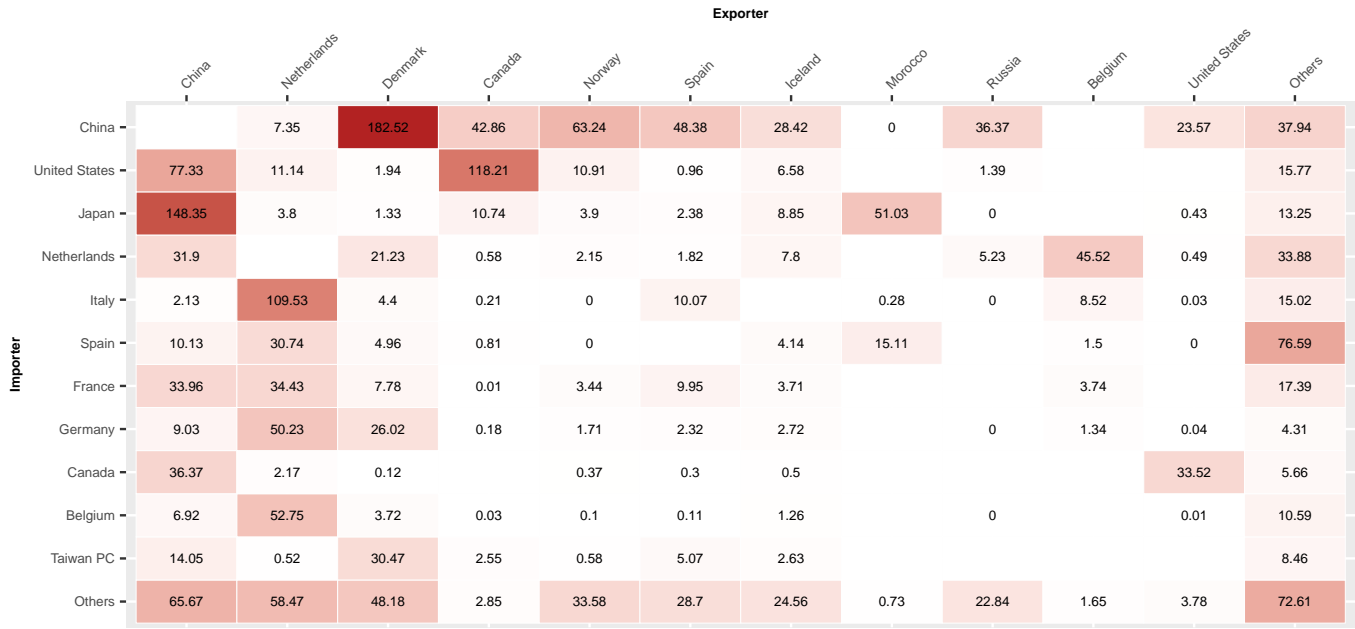 Exporter
China Netherlands Denmark Canada Norway Spain Iceland Morocco Russia Belgium United States Others
Importer
China 7.35 182.52 42.86 63.24 48.38 28.42 0 36.37 23.57 37.94
United States 77.33 11.14 1.94 118.21 10.91 0.96 6.58 1.39 15.77
Japan 148.35 3.8 1.33 10.74 3.9 2.38 8.85 51.03 0 0.43 13.25
Netherlands 31.9 21.23 0.58 2.15 1.82 7.8 5.23 45.52 0.49 33.88
Italy 2.13 109.53 4.4 0.21 0 10.07 0.28 0 8.52 0.03 15.02
Spain 10.13 30.74 4.96 0.81 0 4.14 15.11 1.5 0 76.59
France 33.96 34.43 7.78 0.01 3.44 9.95 3.71 3.74 17.39
Germany 9.03 50.23 26.02 0.18 1.71 2.32 2.72 0 1.34 0.04 4.31
Canada 36.37 2.17 0.12 0.37 0.3 0.5 33.52 5.66
Belgium 6.92 52.75 3.72 0.03 0.1 0.11 1.26 0 0.01 10.59
Taiwan PC 14.05 0.52 30.47 2.55 0.58 5.07 2.63 8.46
Others 65.67 58.47 48.18 2.85 33.58 28.7 24.56 0.73 22.84 1.65 3.78 72.61